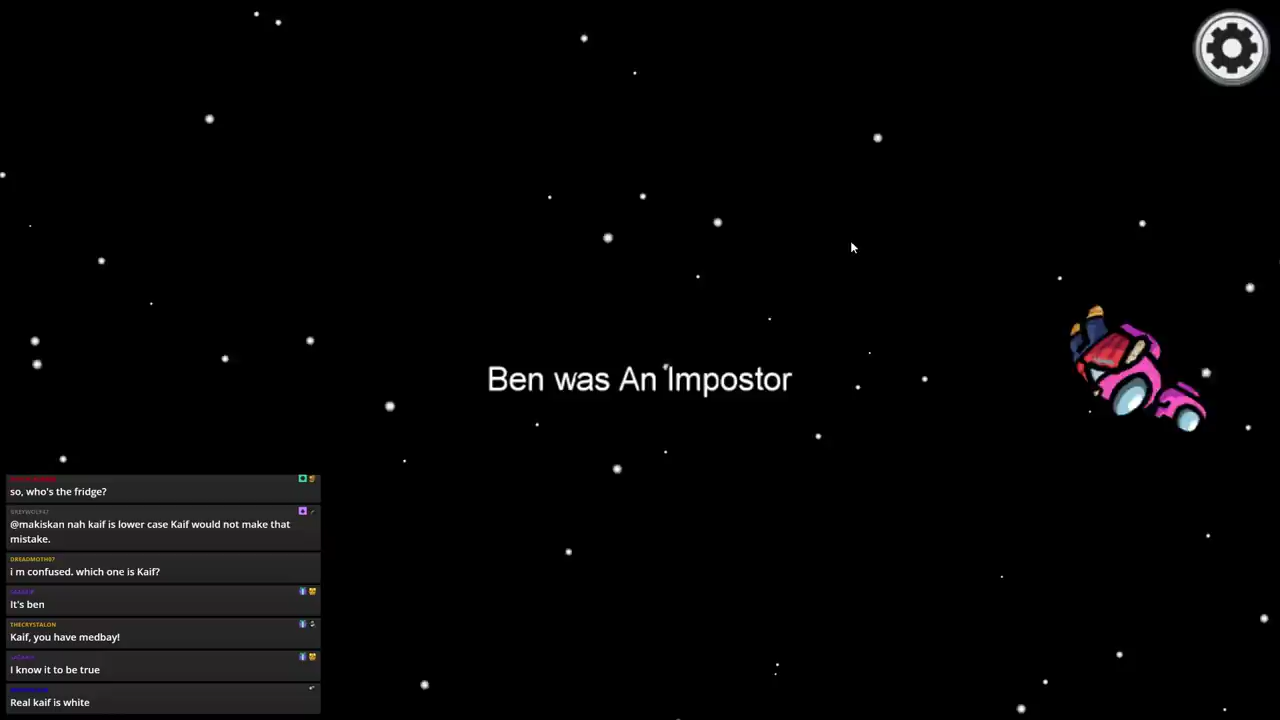 Ben was An Impostor
so, who's the fridge?
@makiskan nah kaif is lower case Kaif would not make that
mistake.
DREADMOTH07
i m confused. which one is Kaif?
It's ben
THECRYSTALON
Kaif, you have medbay!
I know it to be true
Real kaif is white